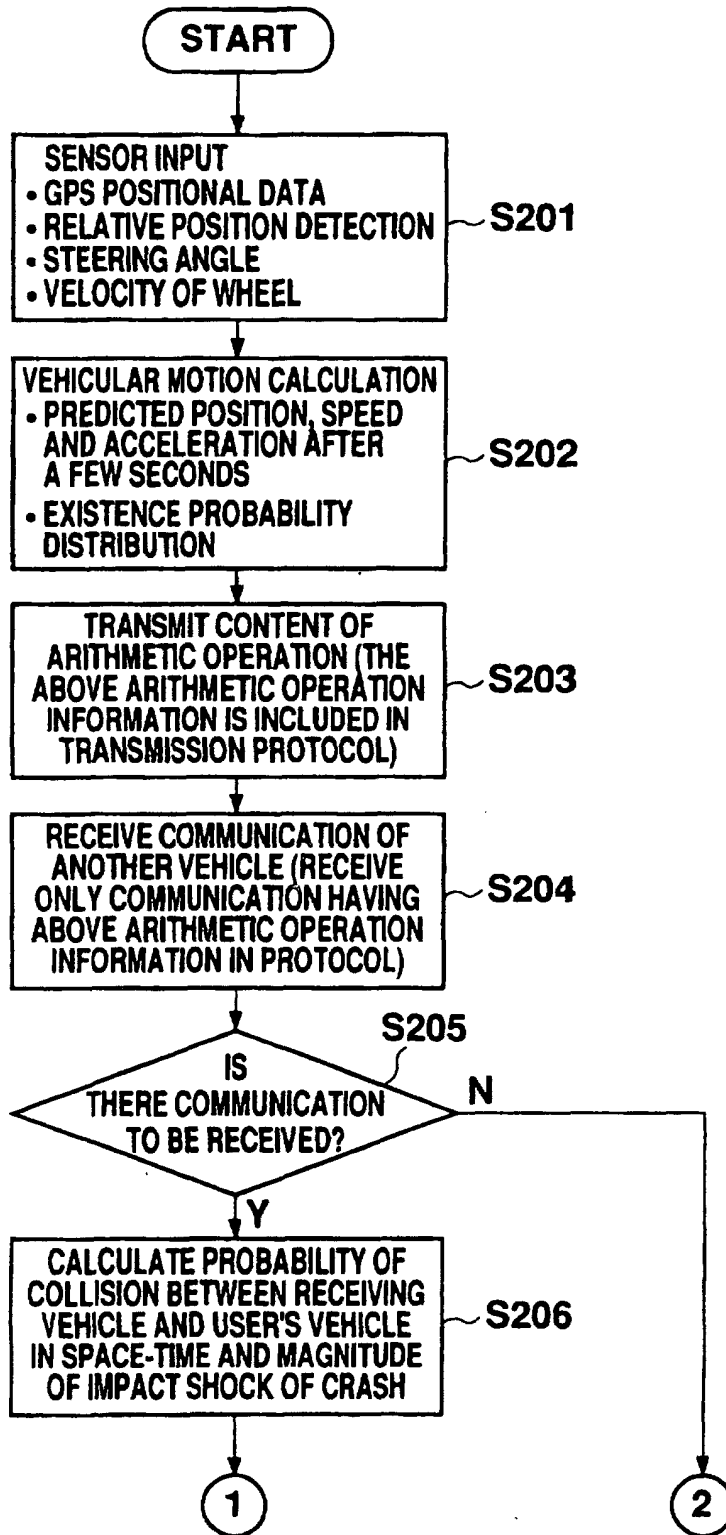 START
SENSOR INPUT
• GPS POSITIONAL DATA
• RELATIVE POSITION DETECTION
• STEERING ANGLE
• VELOCITY OF WHEEL
S201
VEHICULAR MOTION CALCULATION
• PREDICTED POSITION, SPEED
AND ACCELERATION AFTER
A FEW SECONDS
• EXISTENCE PROBABILITY
DISTRIBUTION
S202
TRANSMIT CONTENT OF
ARITHMETIC OPERATION (THE
ABOVE ARITHMETIC OPERATION
INFORMATION IS INCLUDED IN
TRANSMISSION PROTOCOL)
S203
RECEIVE COMMUNICATION OF
ANOTHER VEHICLE (RECEIVE
ONLY COMMUNICATION HAVING
ABOVE ARITHMETIC OPERATION
INFORMATION IN PROTOCOL)
S204
S205
IS
THERE COMMUNICATION
TO BE RECEIVED?
N
Y
CALCULATE PROBABILITY OF
COLLISION BETWEEN RECEIVING
VEHICLE AND USER'S VEHICLE
IN SPACE-TIME AND MAGNITUDE
OF IMPACT SHOCK OF CRASH
S206
1
2